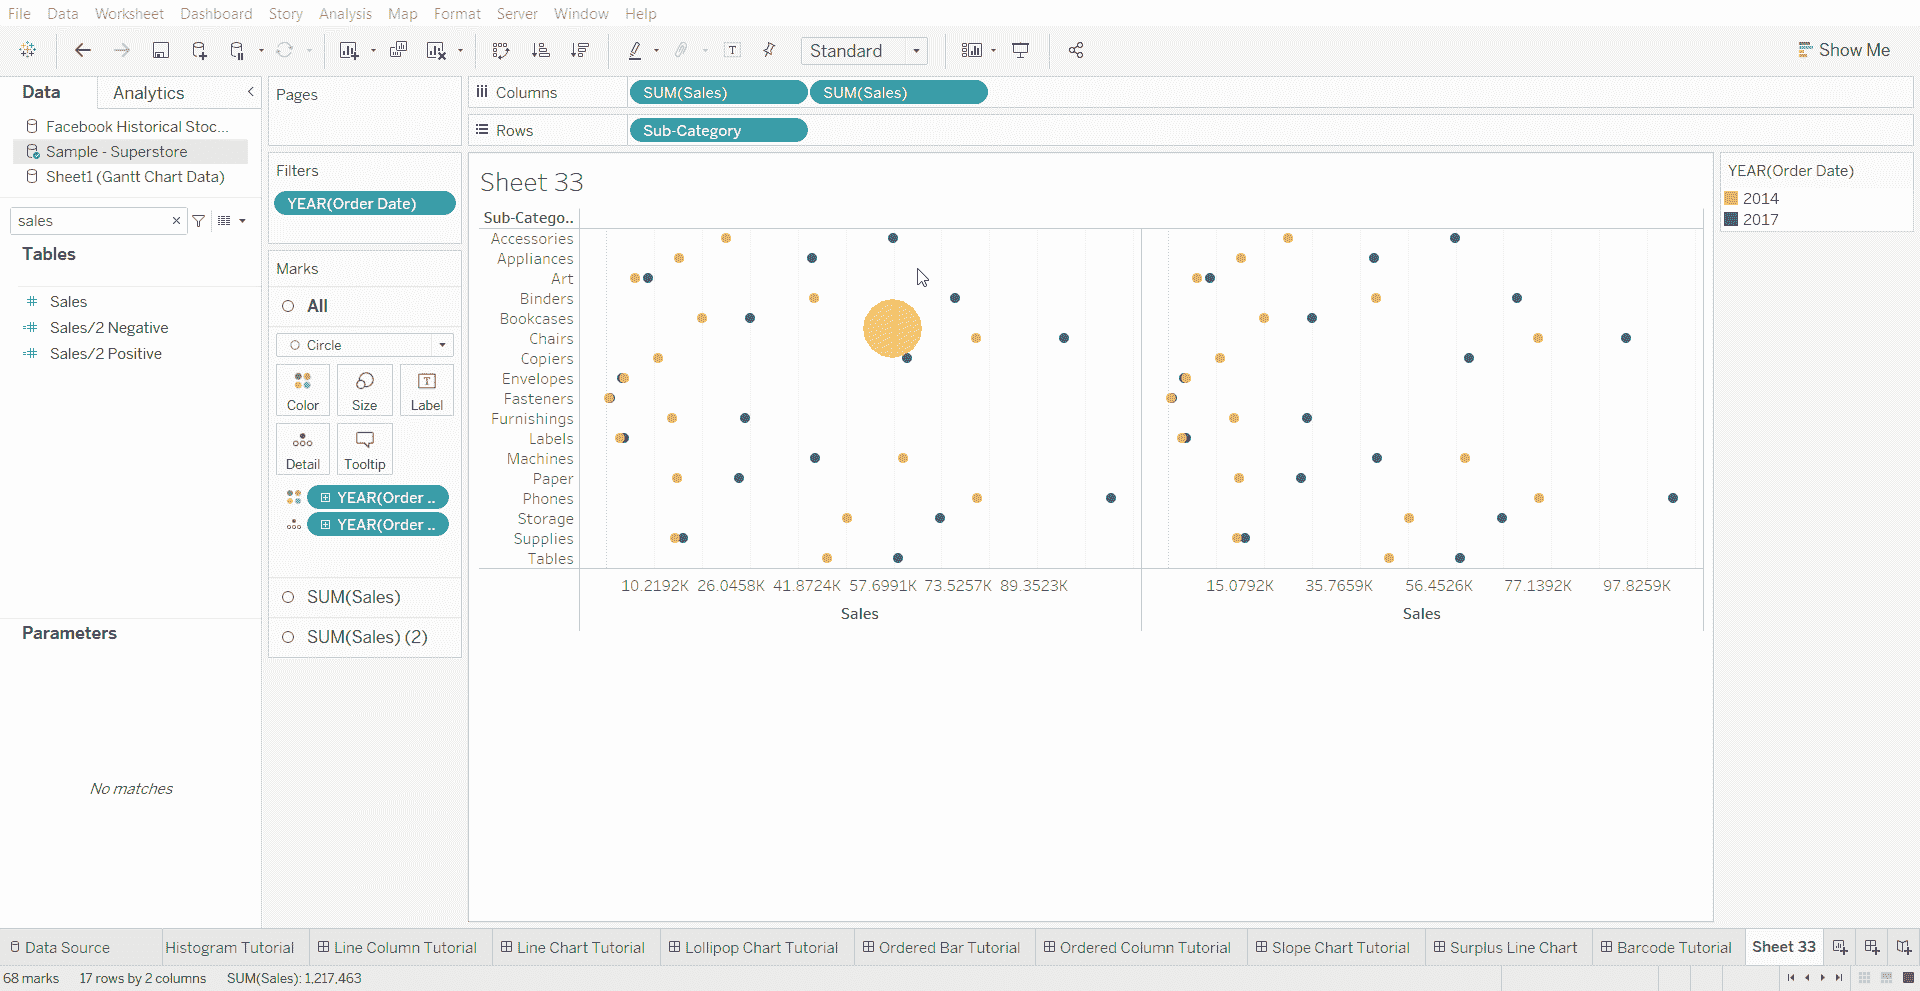 File Data Worksheet Dashboard Story Analysis Map Format Server Window Help
Standard
Show Me
Data
Analytics
Facebook Historical Stoc...
Sample - Superstore
Sheet1 (Gantt Chart Data)
sales
Tables
Sales
Sales/2 Negative
Sales/2 Positive
Parameters
No matches
Pages
Filters
YEAR(Order Date)
Marks
All
Circle
Color
Size
Label
Detail
Tooltip
YEAR(Order ..
YEAR(Order ..
SUM(Sales)
SUM(Sales) (2)
Columns
SUM(Sales)
SUM(Sales)
Rows
Sub-Category
Sheet 33
Sub-Catego..
Accessories
Appliances
Art
Binders
Bookcases
Chairs
Copiers
Envelopes
Fasteners
Furnishings
Labels
Machines
Paper
Phones
Storage
Supplies
Tables
10.2192K 26.0458K 41.8724K 57.6991K 73.5257K 89.3523K
Sales
15.0792K 35.7659K 56.4526K 77.1392K 97.8259K
Sales
YEAR(Order Date)
2014
2017
Data Source
Histogram Tutorial
Line Column Tutorial
Line Chart Tutorial
Lollipop Chart Tutorial
Ordered Bar Tutorial
Ordered Column Tutorial
Slope Chart Tutorial
Surplus Line Chart
Barcode Tutorial
Sheet 33
68 marks 17 rows by 2 columns SUM(Sales): 1,217,463